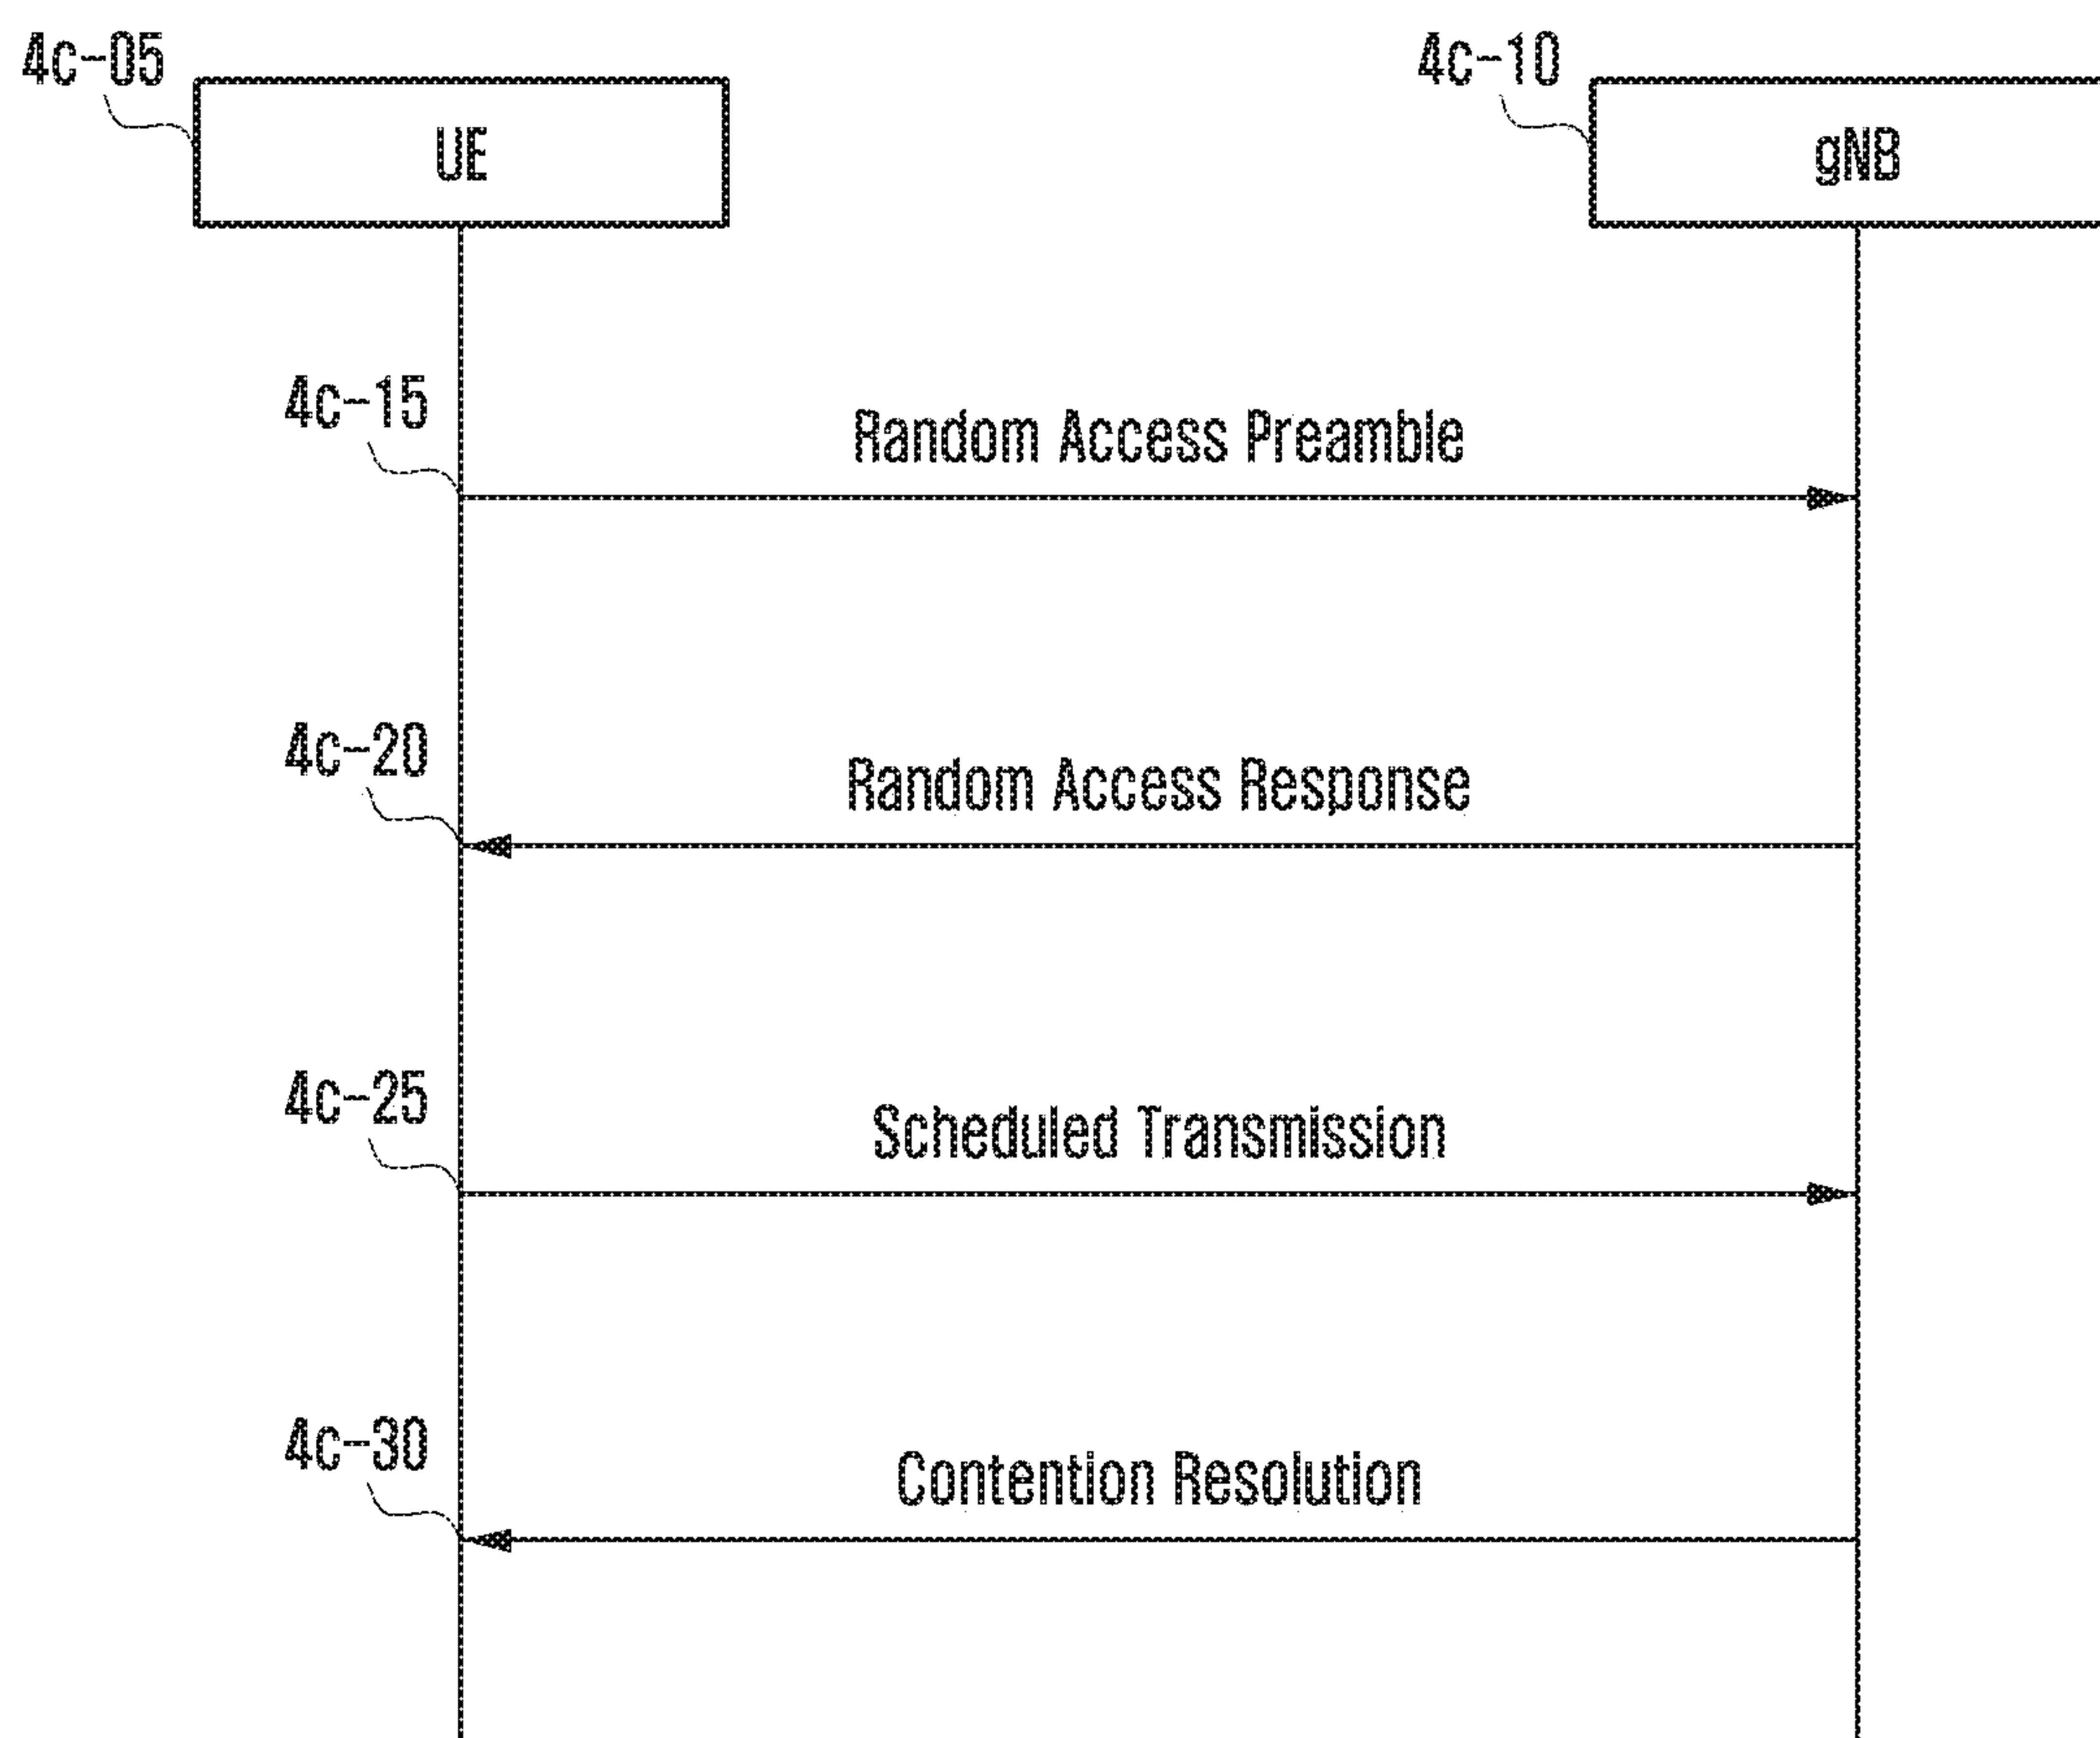 4c-05
4c-10
UE
gNB
4c-15
Random Access Preamble
4c-20
Random Access Response
4c-25
Scheduled Transmission
4c-30
Contention Resolution